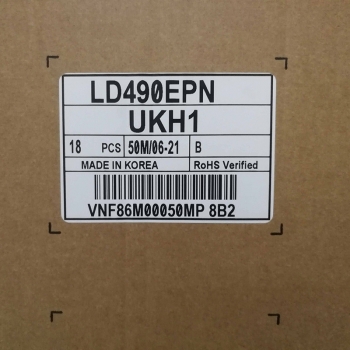 LD490EPN
UKH1
18 PCS 50M/06-21 B
MADE IN KOREA RoHS Verified
VNF86M00050MP 8B2